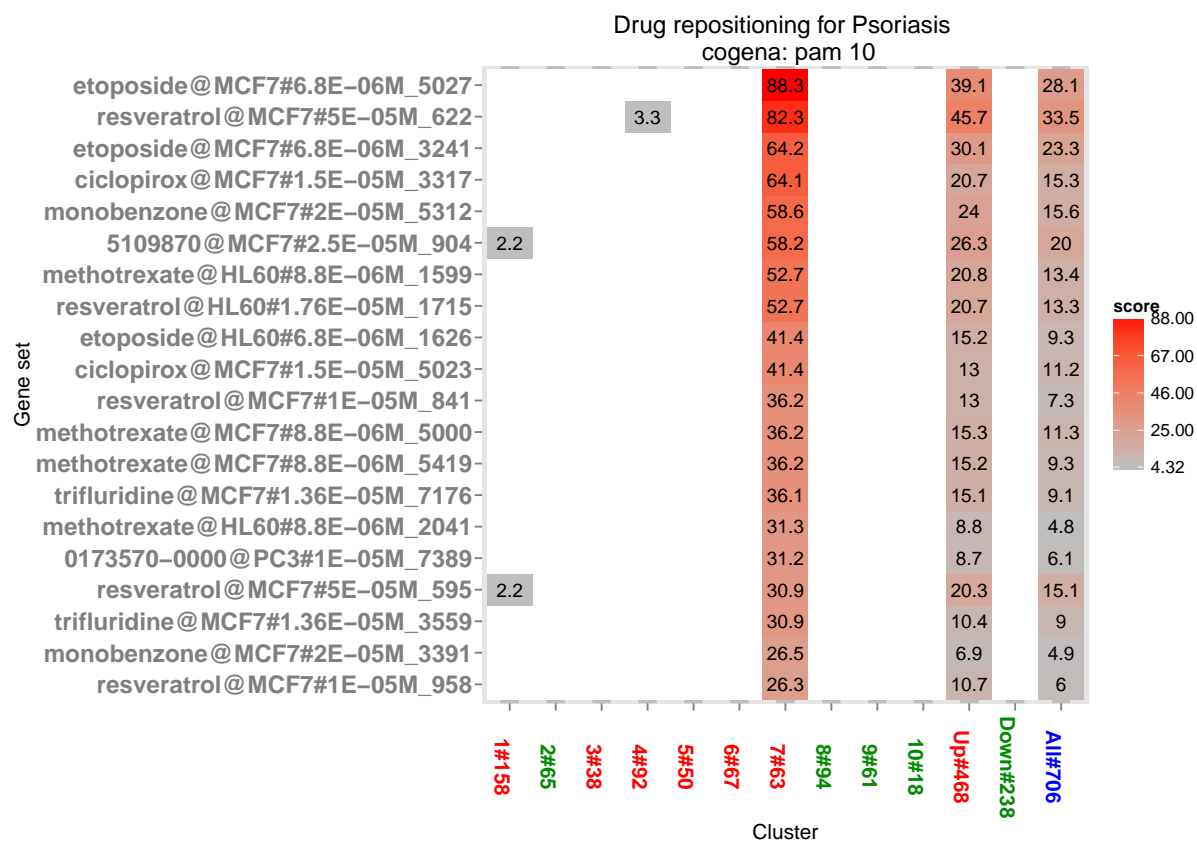 Drug repositioning for Psoriasis
cogena: pam 10
Gene set
etoposide@MCF7#6.8E−06M_5027 88.3 39.1 28.1
resveratrol@MCF7#5E−05M_622 3.3 82.3 45.7 33.5
etoposide@MCF7#6.8E−06M_3241 64.2 30.1 23.3
ciclopirox@MCF7#1.5E−05M_3317 64.1 20.7 15.3
monobenzone@MCF7#2E−05M_5312 58.6 24 15.6
5109870@MCF7#2.5E−05M_904 2.2 58.2 26.3 20
methotrexate@HL60#8.8E−06M_1599 52.7 20.8 13.4
resveratrol@HL60#1.76E−05M_1715 52.7 20.7 13.3
etoposide@HL60#6.8E−06M_1626 41.4 15.2 9.3
ciclopirox@MCF7#1.5E−05M_5023 41.4 13 11.2
resveratrol@MCF7#1E−05M_841 36.2 13 7.3
methotrexate@MCF7#8.8E−06M_5000 36.2 15.3 11.3
methotrexate@MCF7#8.8E−06M_5419 36.2 15.2 9.3
trifluridine@MCF7#1.36E−05M_7176 36.1 15.1 9.1
methotrexate@HL60#8.8E−06M_2041 31.3 8.8 4.8
0173570−0000@PC3#1E−05M_7389 31.2 8.7 6.1
resveratrol@MCF7#5E−05M_595 2.2 30.9 20.3 15.1
trifluridine@MCF7#1.36E−05M_3559 30.9 10.4 9
monobenzone@MCF7#2E−05M_3391 26.5 6.9 4.9
resveratrol@MCF7#1E−05M_958 26.3 10.7 6
1#158 2#65 3#38 4#92 5#50 6#67 7#63 8#94 9#61 10#18 Up#468 Down#238 All#706
Cluster
score
88.00
67.00
46.00
25.00
4.32